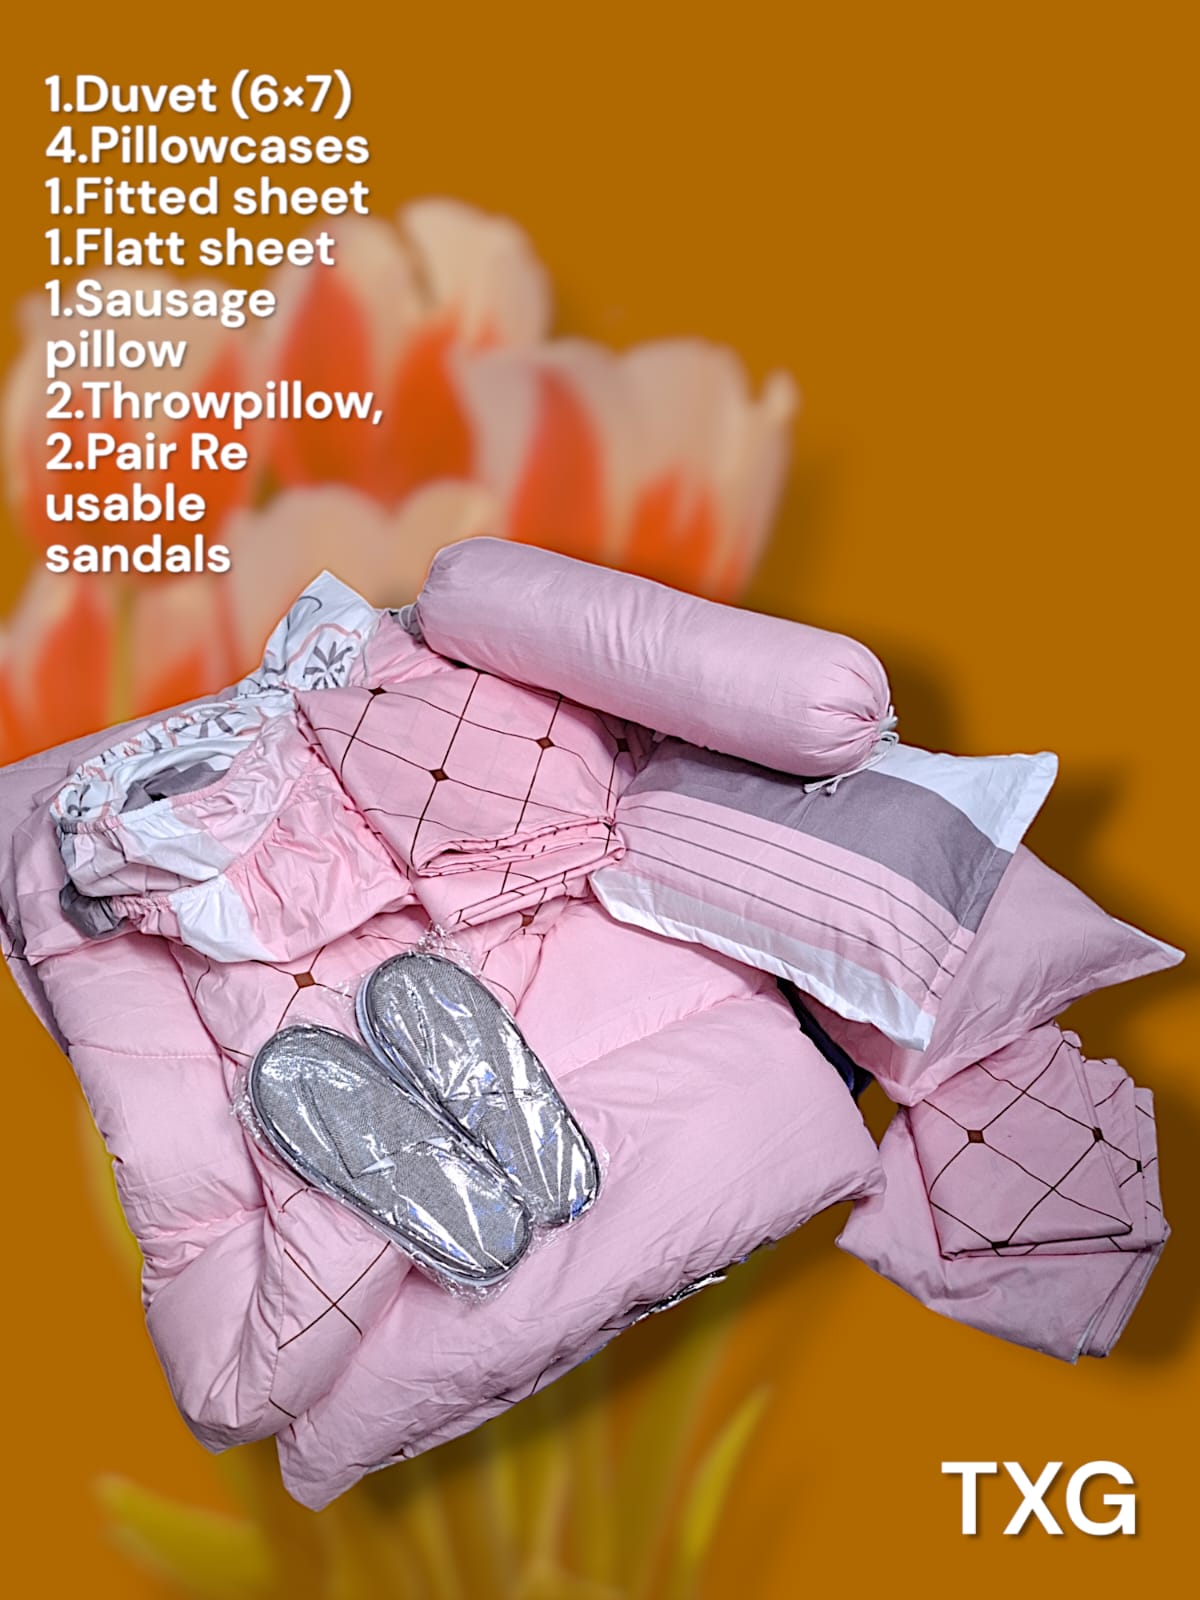 1.Duvet (6×7)
4.Pillowcases
1.Fitted sheet
1.Flatt sheet
1.Sausage
pillow
2.Throwpillow,
2.Pair Re
usable
sandals
TXG